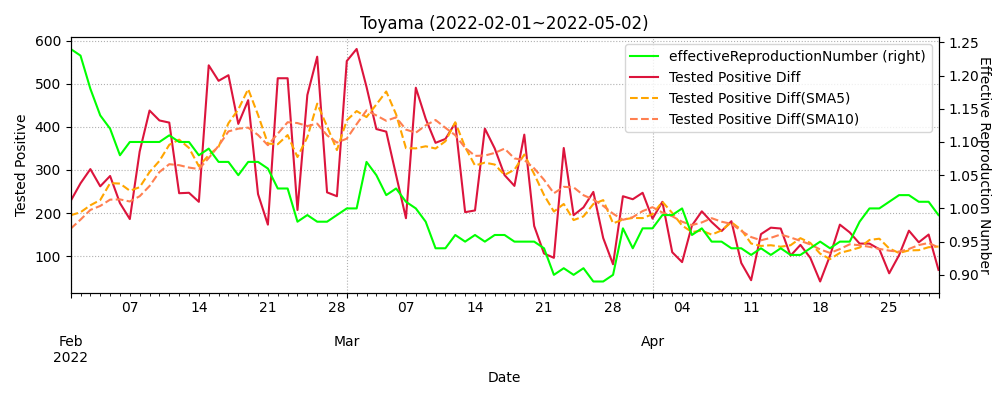 Toyama (2022-02-01~2022-05-02)
effectiveReproductionNumber (right)
Tested Positive Diff
Tested Positive Diff(SMA5)
Tested Positive Diff(SMA10)
Tested Positive
600
500
400
300
200
100
Effective Reproduction Number
1.25
1.20
1.15
1.10
1.05
1.00
0.95
0.90
07 14 21 28 07 14 21 28 04 11 18 25
Feb Mar Apr
2022
Date